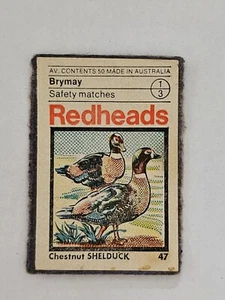 AV. CONTENTS 50 MADE IN AUSTRALIA
Brymay
1
Safety matches
3
Redheads
Chestnut SHELDUCK 47